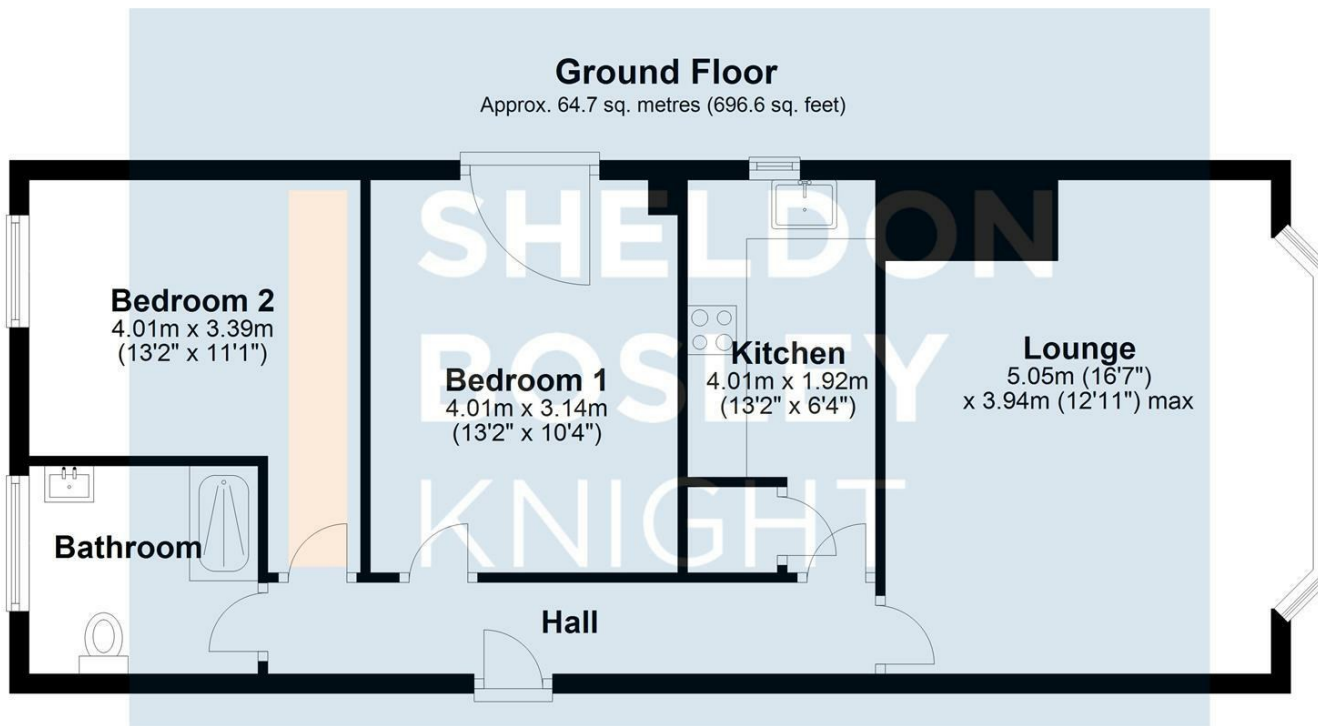 Ground Floor
Approx. 64.7 sq. metres (696.6 sq. feet)
SHELDON
BOSLEY
KNIGHT
Bedroom 2
4.01m x 3.39m
(13'2" x 11'1")
Bedroom 1
4.01m x 3.14m
(13'2" x 10'4")
Kitchen
4.01m x 1.92m
(13'2" x 6'4")
Lounge
5.05m (16'7")
x 3.94m (12'11") max
Bathroom
Hall